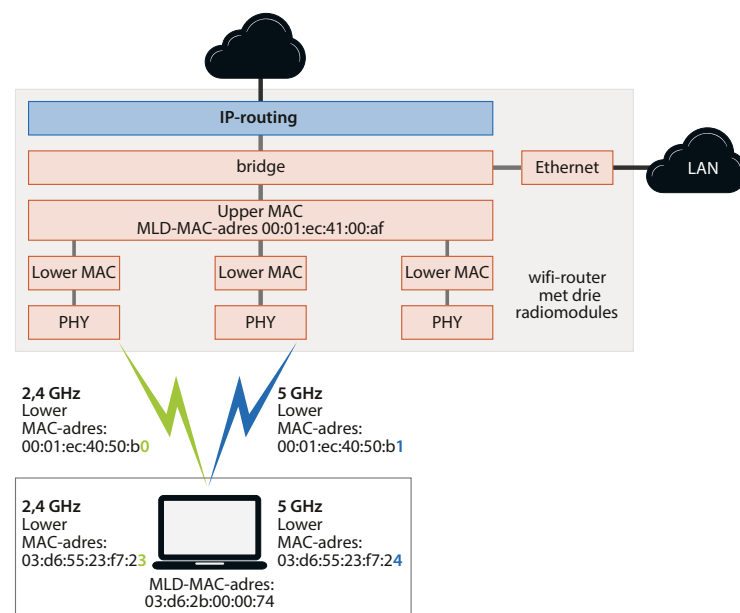 IP-routing
bridge
Ethernet
LAN
Upper MAC
MLD-MAC-adres 00:01:ec:41:00:af
Lower MAC
Lower MAC
Lower MAC
PHY
PHY
PHY
wifi-router
met drie
radiomodules
2,4 GHz
Lower
MAC-adres:
00:01:ec:40:50:b0
5 GHz
Lower
MAC-adres:
00:01:ec:40:50:b1
2,4 GHz
Lower
MAC-adres:
03:d6:55:23:f7:23
5 GHz
Lower
MAC-adres:
03:d6:55:23:f7:24
MLD-MAC-adres:
03:d6:2b:00:00:74